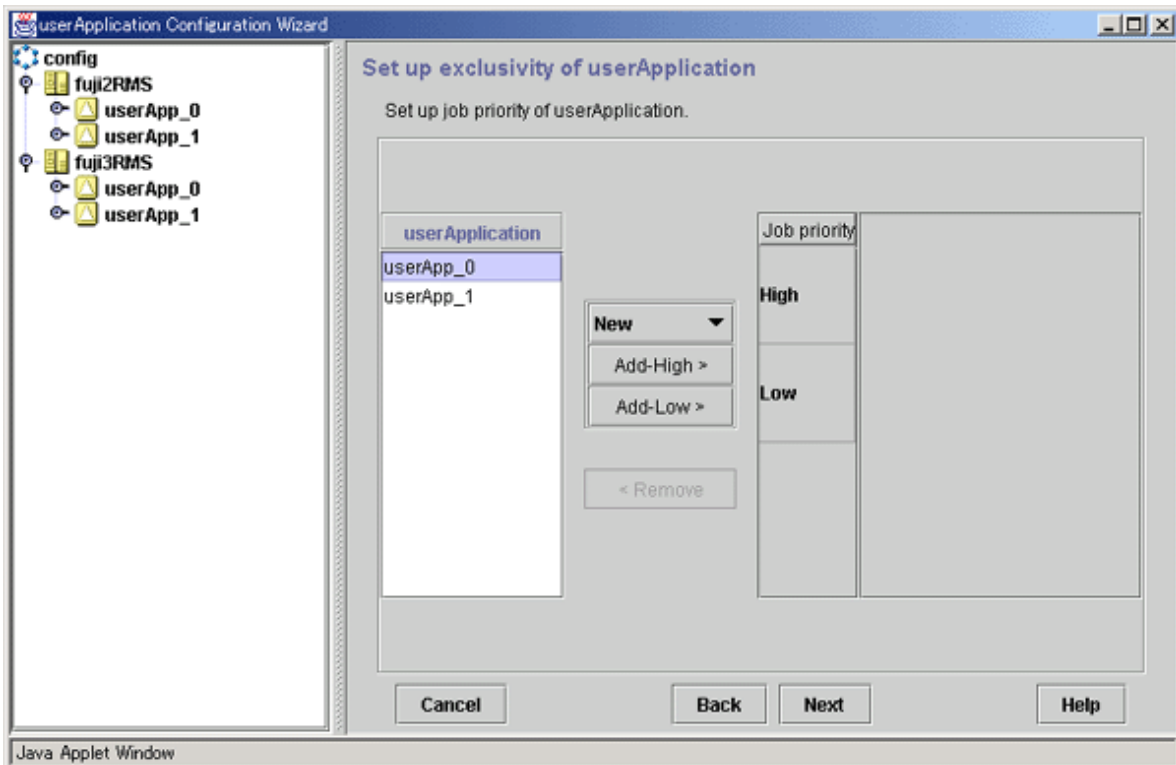 userApplication Configuration Wizard
config
fuji2RMS
userApp_0
userApp_1
fuji3RMS
userApp_0
userApp_1
Set up exclusivity of userApplication
Set up job priority of userApplication.
userApplication
userApp_0
userApp_1
New
Add-High >
Add-Low >
< Remove
Job priority
High
Low
Cancel
Back
Next
Help
Java Applet Window